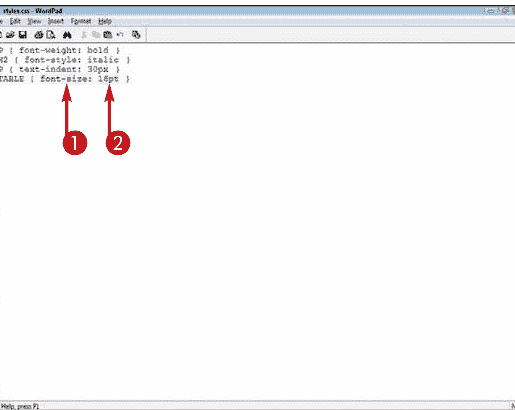 styles.css - WordPad
Edit View Insert Format Help
P { font-weight: bold }
H2 { font-style: italic }
P { text-indent: 30px }
TABLE { font-size: 16pt }
1 2
Help, press F1